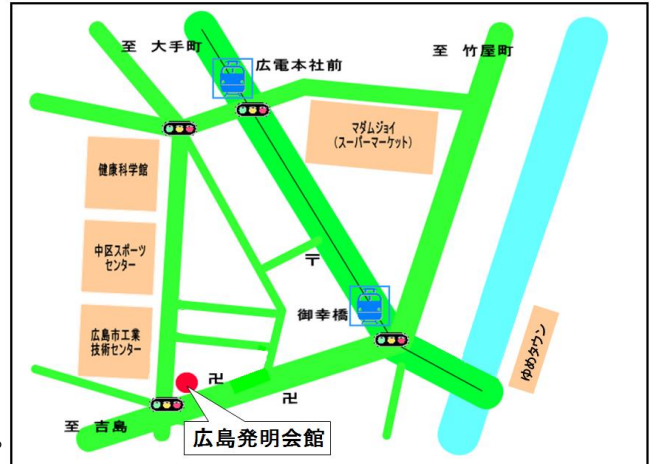 至 大手町
広電本社前
至 竹屋町
マダムジョイ
(スーパーマーケット)
健康科学館
中区スポーツ
センター
〒
御幸橋
広島市工業
技術センター
ゆめタウン
卍
卍
至 吉島
広島発明会館